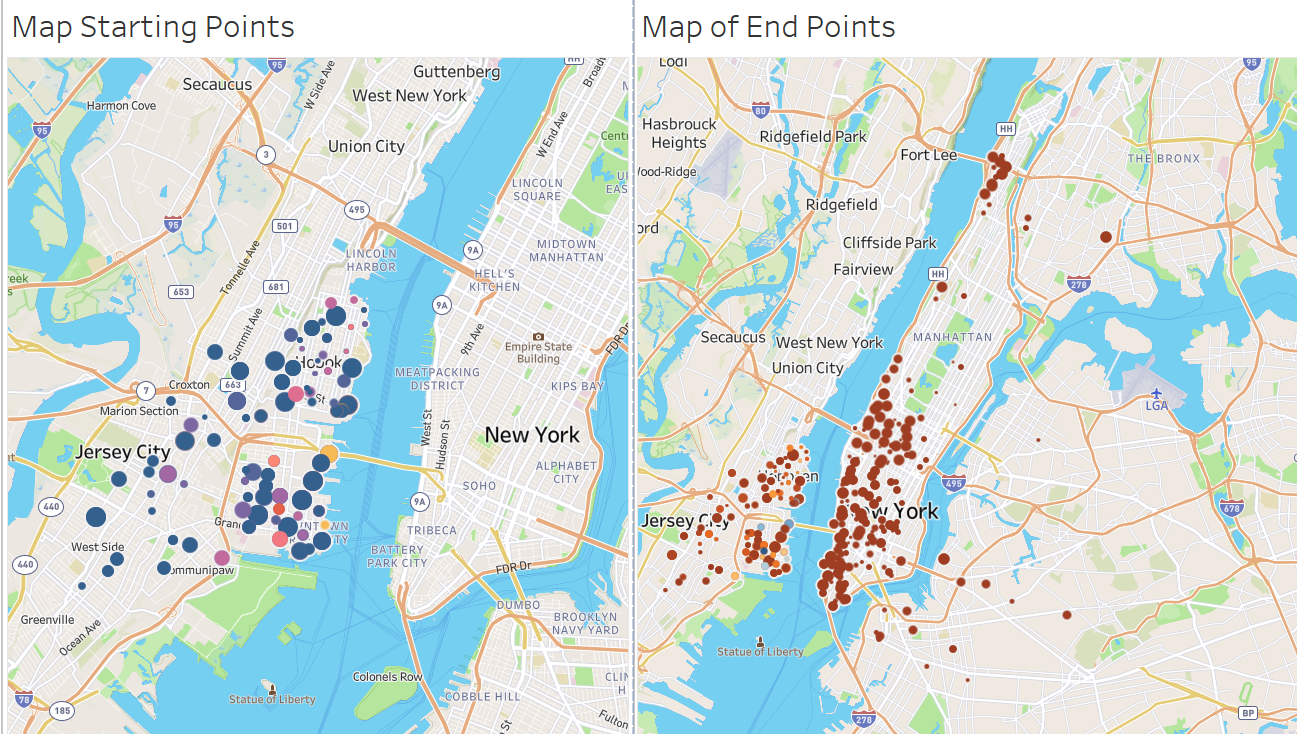 Map Starting Points
Map of End Points
95
HH
Guttenberg
Broadw
Secaucus
W Side Ave
West New York
Harmon Cove
95
Union City
W End Ave
3
LINCOLN
SQUARE
495
95
501
9A
MIDTOWN
MANHATTAN
LINCOLN
HARBOR
Tonnelle Ave
HELL'S
KITCHEN
653
681
9A
Summit Ave
9th Ave
Empire State
Building
FDR Dr
MEATPACKING
DISTRICT
KIPS BAY
7
Croxton
663
St
Marion Section
West St
Hudson St
New York
Jersey City
ALPHABET
CITY
SOHO
9A
440
TRIBECA
West Side
BATTERY
PARK CITY
440
FDR Dr
DUMBO
Greenville
BROOKLYN
NAVY YARD
Ocean Ave
Colonels Row
Statue of Liberty
COBBLE HILL
78
185
Fulton
St
Lodi
95
80
Hasbrouck
Heights
HH
Ridgefield Park
Fort Lee
THE BRONX
Wood-Ridge
Ridgefield
ord
Cliffside Park
Fairview
HH
278
Secaucus
West New York
MANHATTAN
Union City
LGA
495
Jersey City
New York
678
Statue of Liberty
278
BP